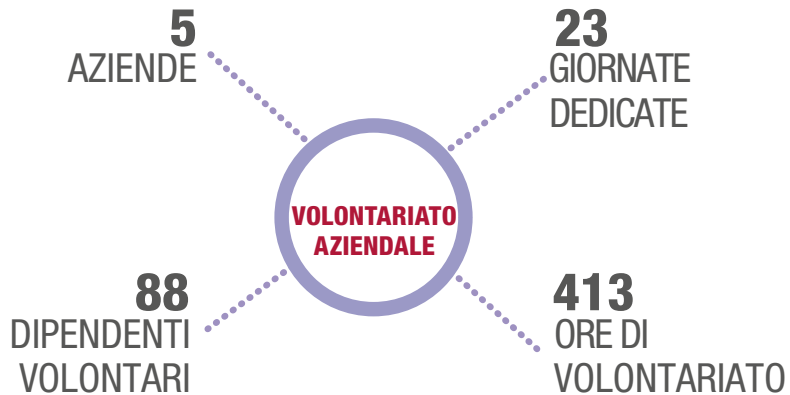 5
AZIENDE
23
GIORNATE
DEDICATE
VOLONTARIATO
AZIENDALE
88
DIPENDENTI
VOLONTARI
413
ORE DI
VOLONTARIATO